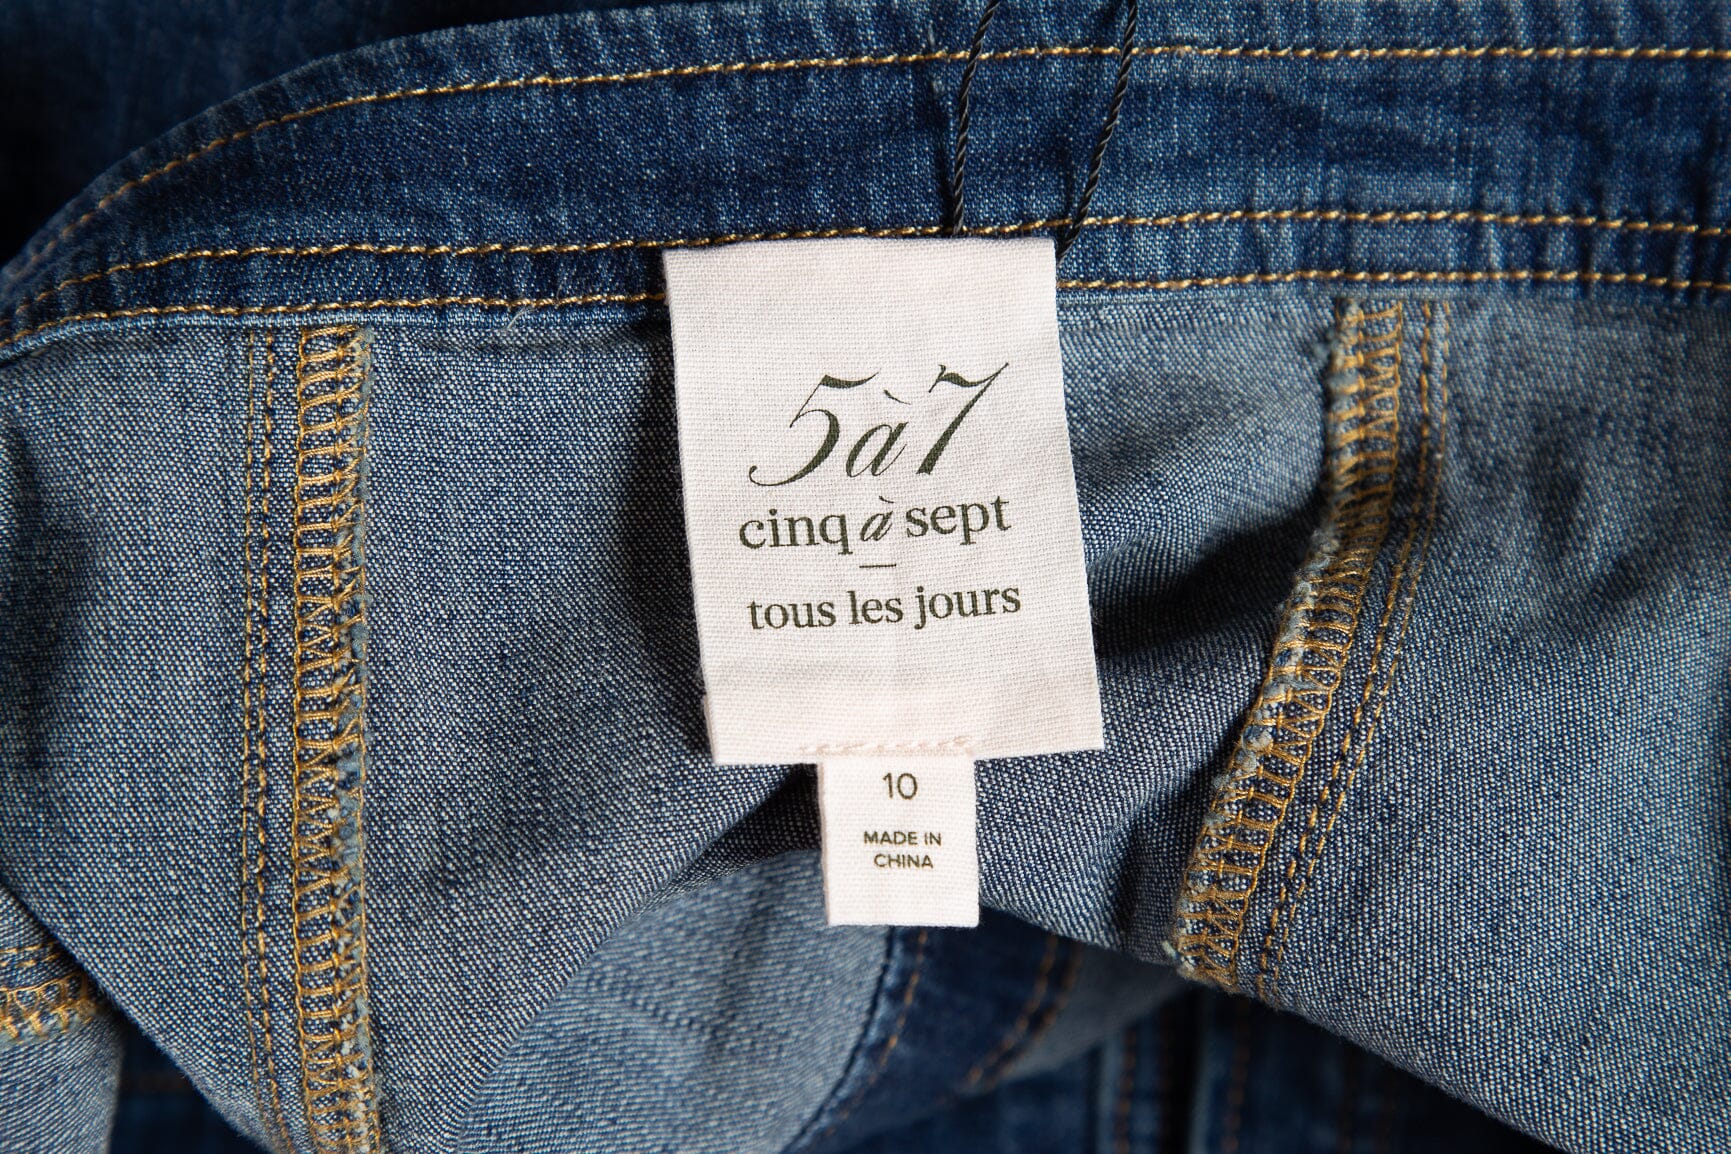 5à7
cinq à sept
tous les jours
10
MADE IN
CHINA